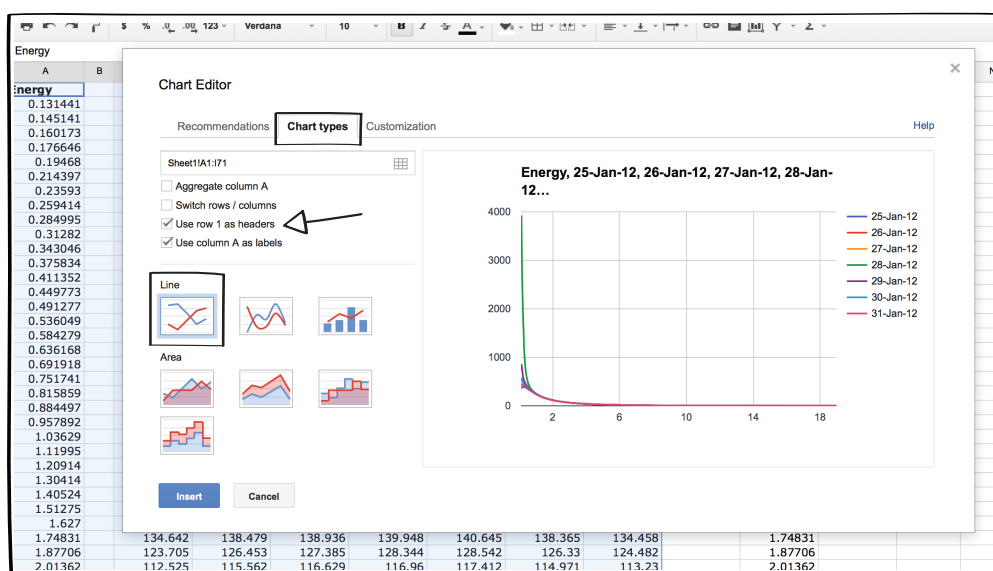 $ % .0 .00 123 Verdana 10 B I S A Σ
Energy
A B
Energy
0.131441
0.145141
0.160173
0.176646
0.19468
0.214397
0.23593
0.259414
0.284995
0.31282
0.343046
0.375834
0.411352
0.449773
0.491277
0.536049
0.584279
0.636168
0.691918
0.751741
0.815859
0.884497
0.957892
1.03629
1.11995
1.20914
1.30414
1.40524
1.51275
1.627
1.74831 134.642 138.479 138.936 139.948 140.645 138.365 134.458 1.74831
1.87706 123.705 126.453 127.385 128.344 128.542 126.33 124.482 1.87706
2.01362 112.525 115.562 116.629 116.96 117.412 114.971 113.23 2.01362
Chart Editor
Recommendations Chart types Customization Help
Sheet1!A1:I71
Aggregate column A
Switch rows / columns
Use row 1 as headers
Use column A as labels
Line
Area
Insert Cancel
Energy, 25-Jan-12, 26-Jan-12, 27-Jan-12, 28-Jan-
12...
4000
3000
2000
1000
0
2 6 10 14 18
25-Jan-12
26-Jan-12
27-Jan-12
28-Jan-12
29-Jan-12
30-Jan-12
31-Jan-12